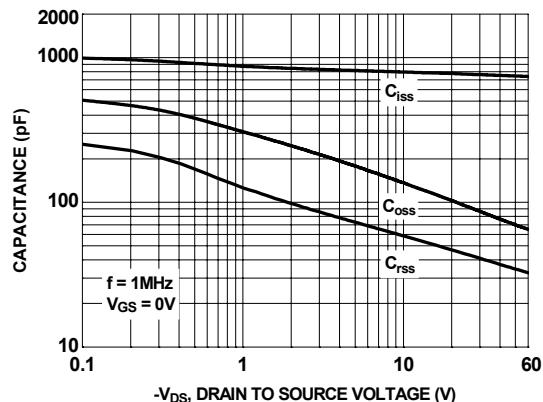 2000
1000
100
10
CAPACITANCE (pF)
Ciss
Coss
Crss
f = 1MHz
VGS = 0V
0.1
1
10
60
-VDS, DRAIN TO SOURCE VOLTAGE (V)